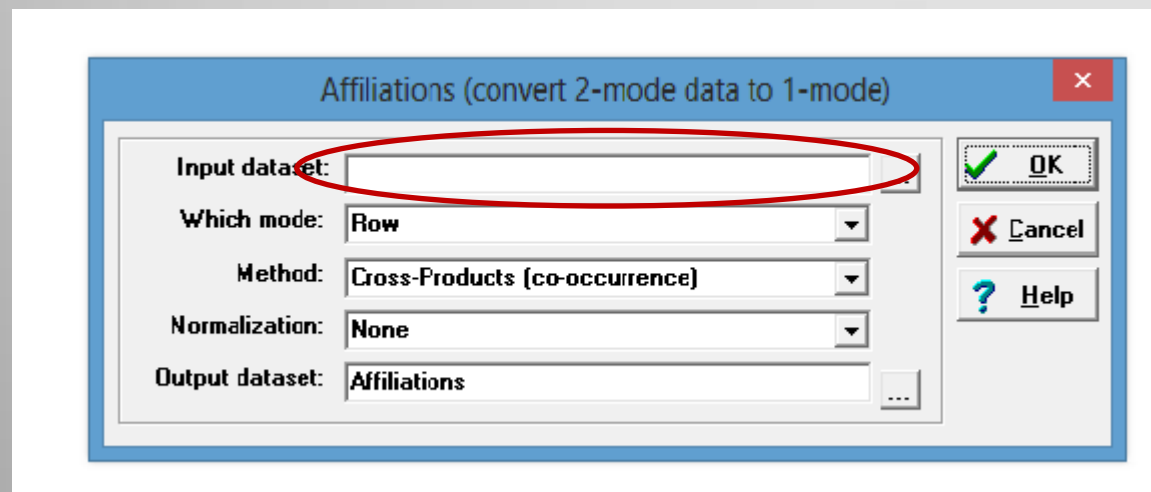 Affiliations (convert 2-mode data to 1-mode)
Input dataset:
...
OK
Which mode: Row
Cancel
Method: Cross-Products (co-occurrence)
? Help
Normalization: None
Output dataset: Affiliations
...